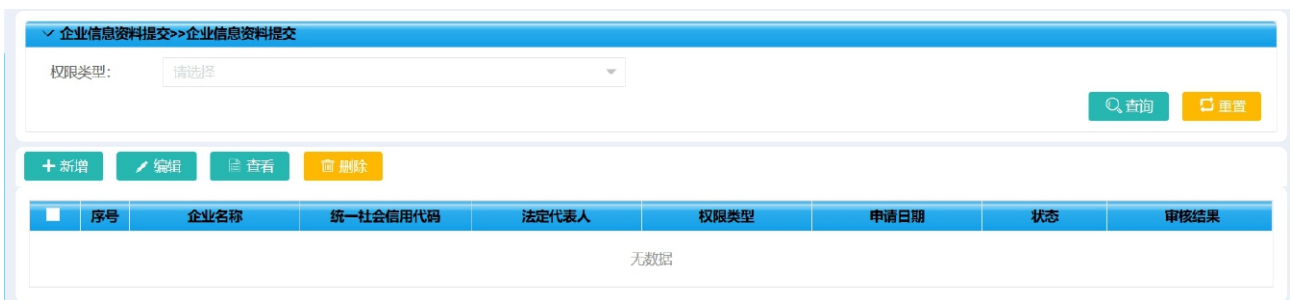 企业信息资料提交>>企业信息资料提交
权限类型： 请选择
查询 重置
新增 编辑 查看 删除
序号 企业名称 统一社会信用代码 法定代表人 权限类型 申请日期 状态 审核结果
无数据